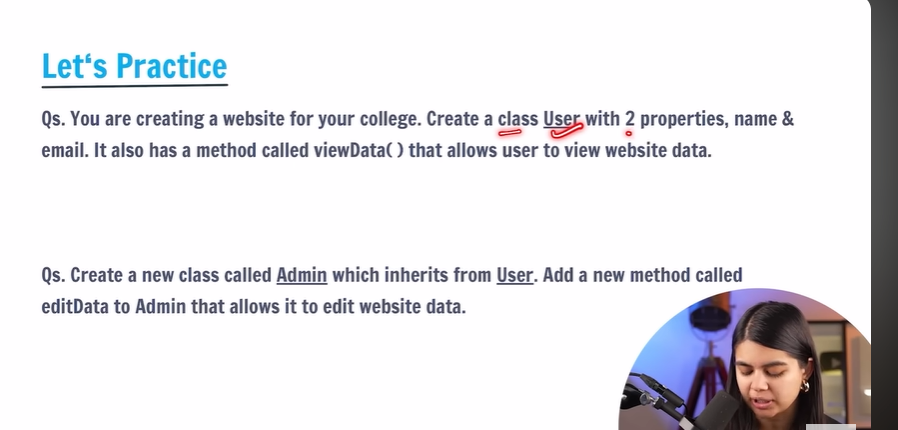 Let‘s Practice
Qs. You are creating a website for your college. Create a class User with 2 properties, name &
email. It also has a method called viewData( ) that allows user to view website data.
Qs. Create a new class called Admin which inherits from User. Add a new method called
editData to Admin that allows it to edit website data.